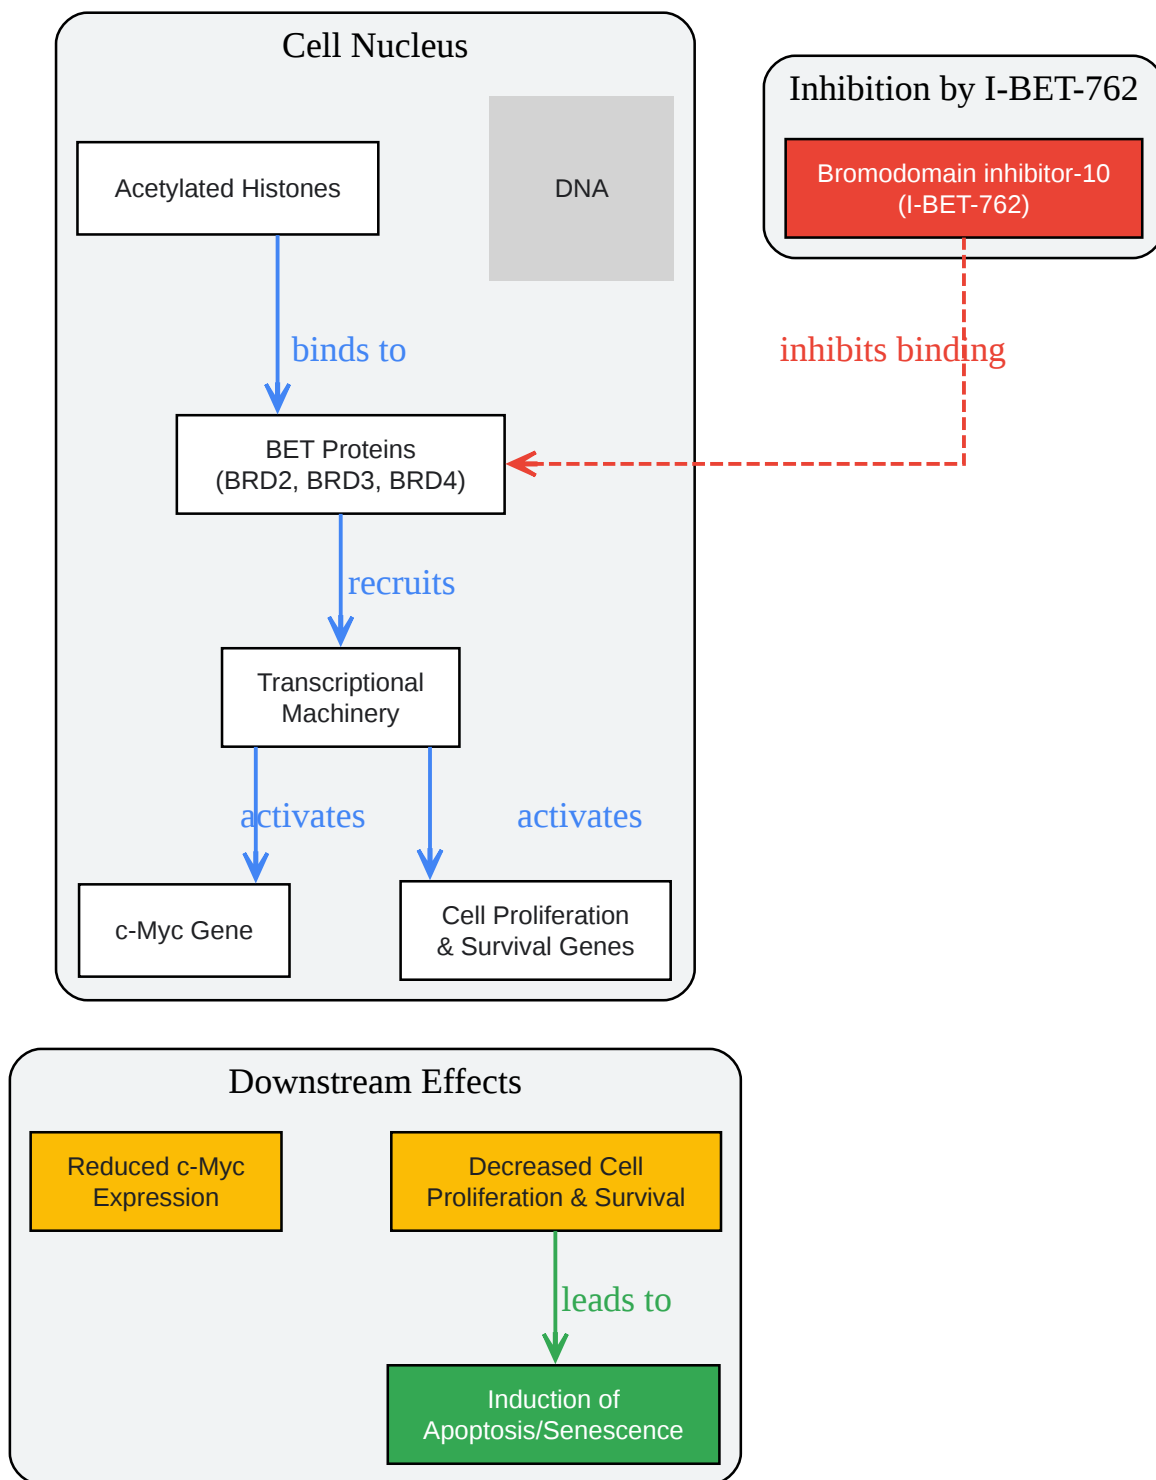 Cell Nucleus
Inhibition by I-BET-762
Acetylated Histones
DNA
Bromodomain inhibitor-10
(I-BET-762)
binds to
inhibits binding
BET Proteins
(BRD2, BRD3, BRD4)
recruits
Transcriptional
Machinery
activates
activates
c-Myc Gene
Cell Proliferation
& Survival Genes
Downstream Effects
Reduced c-Myc
Expression
Decreased Cell
Proliferation & Survival
leads to
Induction of
Apoptosis/Senescence